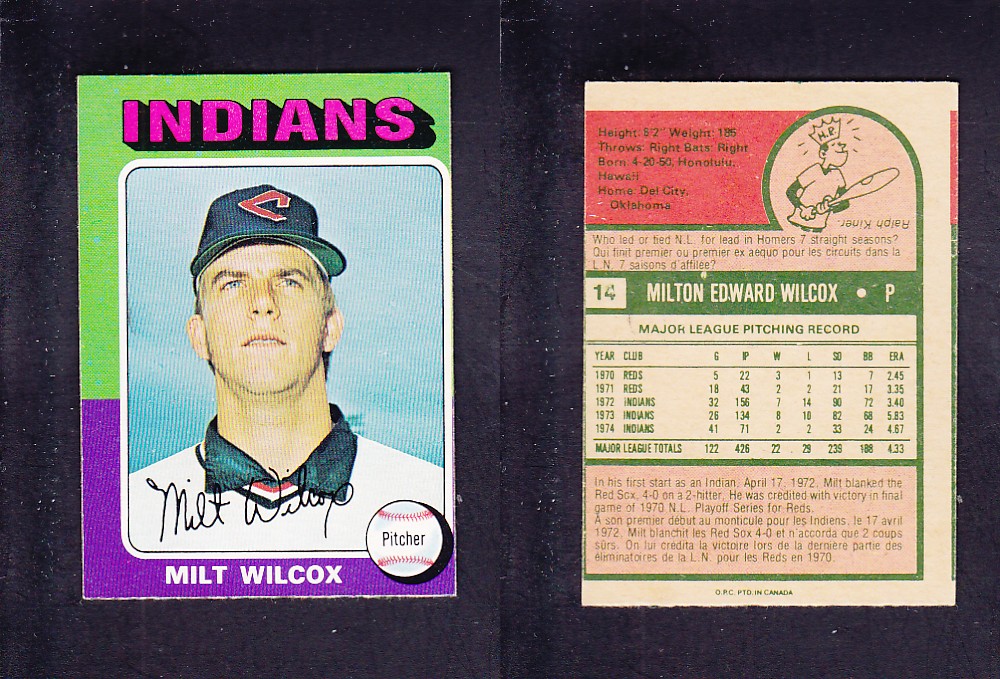 INDIANS
Milt Wilcox
Pitcher
MILT WILCOX
Height: 6'2" Weight: 185
Throws: Right Bats: Right
Born 4-20-50, Honolulu,
Hawaii
Home: Del City,
Oklahoma
H.R.
Ralph Kiner.
Who led or tied N.L. for lead in Homers 7 straight seasons?
Qui finit premier ou premier ex aequo pour les circuits dans la
L.N. 7 saisons d'affilée?
14 MILTON EDWARD WILCOX • P
MAJOR LEAGUE PITCHING RECORD
YEAR CLUB G IP W L SO BB ERA
1970 REDS 5 22 3 1 13 7 2.45
1971 REDS 18 43 2 2 21 17 3.35
1972 INDIANS 32 156 7 14 90 72 3.40
1973 INDIANS 26 134 8 10 82 68 5.83
1974 INDIANS 41 71 2 2 33 24 4.67
MAJOR LEAGUE TOTALS 122 426 22 29 239 188 4.33
In his first start as an Indian, April 17, 1972, Milt blanked the
Red Sox, 4-0 on a 2-hitter. He was credited with victory in final
game of 1970 N.L. Playoff Series for Reds.
À son premier début au monticule pour les Indiens, le 17 avril
1972, Milt blanchit les Red Sox 4-0 et n'accorda que 2 coups
sûrs. On lui crédita la victoire lors de la dernière partie des
éliminatoires de la L.N. pour les Reds en 1970.
O.P.C. PTD. IN CANADA